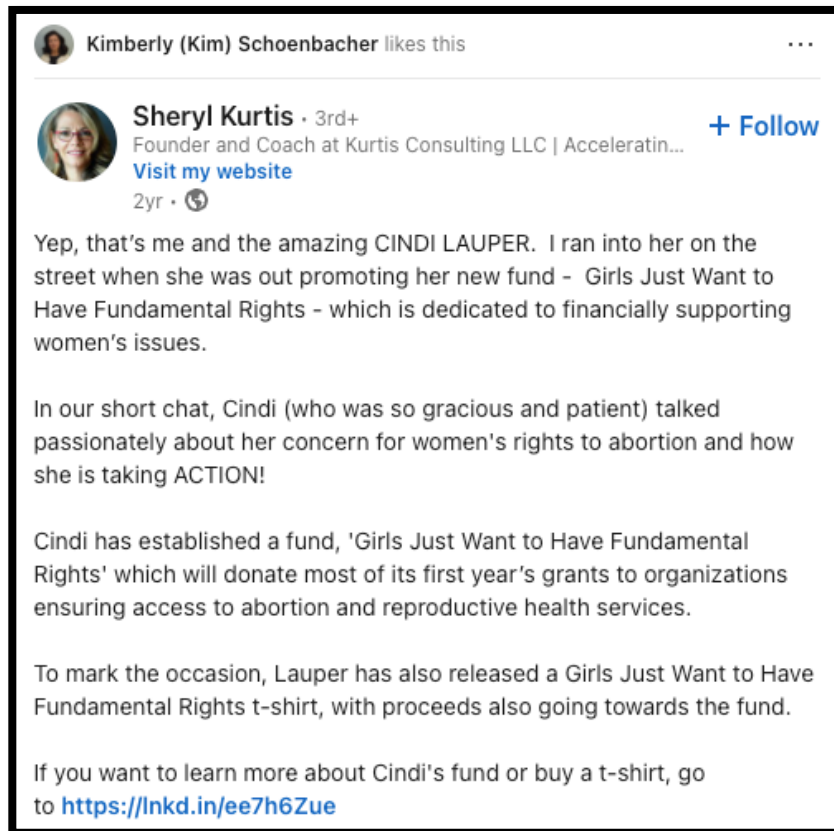 Kimberly (Kim) Schoenbacher likes this
Sheryl Kurtis • 3rd+
+ Follow
Founder and Coach at Kurtis Consulting LLC | Acceleratin...
Visit my website
2yr •
Yep, that's me and the amazing CINDI LAUPER.  I ran into her on the
street when she was out promoting her new fund -  Girls Just Want to
Have Fundamental Rights - which is dedicated to financially supporting
women's issues.
In our short chat, Cindi (who was so gracious and patient) talked
passionately about her concern for women's rights to abortion and how
she is taking ACTION!
Cindi has established a fund, 'Girls Just Want to Have Fundamental
Rights' which will donate most of its first year's grants to organizations
ensuring access to abortion and reproductive health services.
To mark the occasion, Lauper has also released a Girls Just Want to Have
Fundamental Rights t-shirt, with proceeds also going towards the fund.
If you want to learn more about Cindi's fund or buy a t-shirt, go
to https://lnkd.in/ee7h6Zue